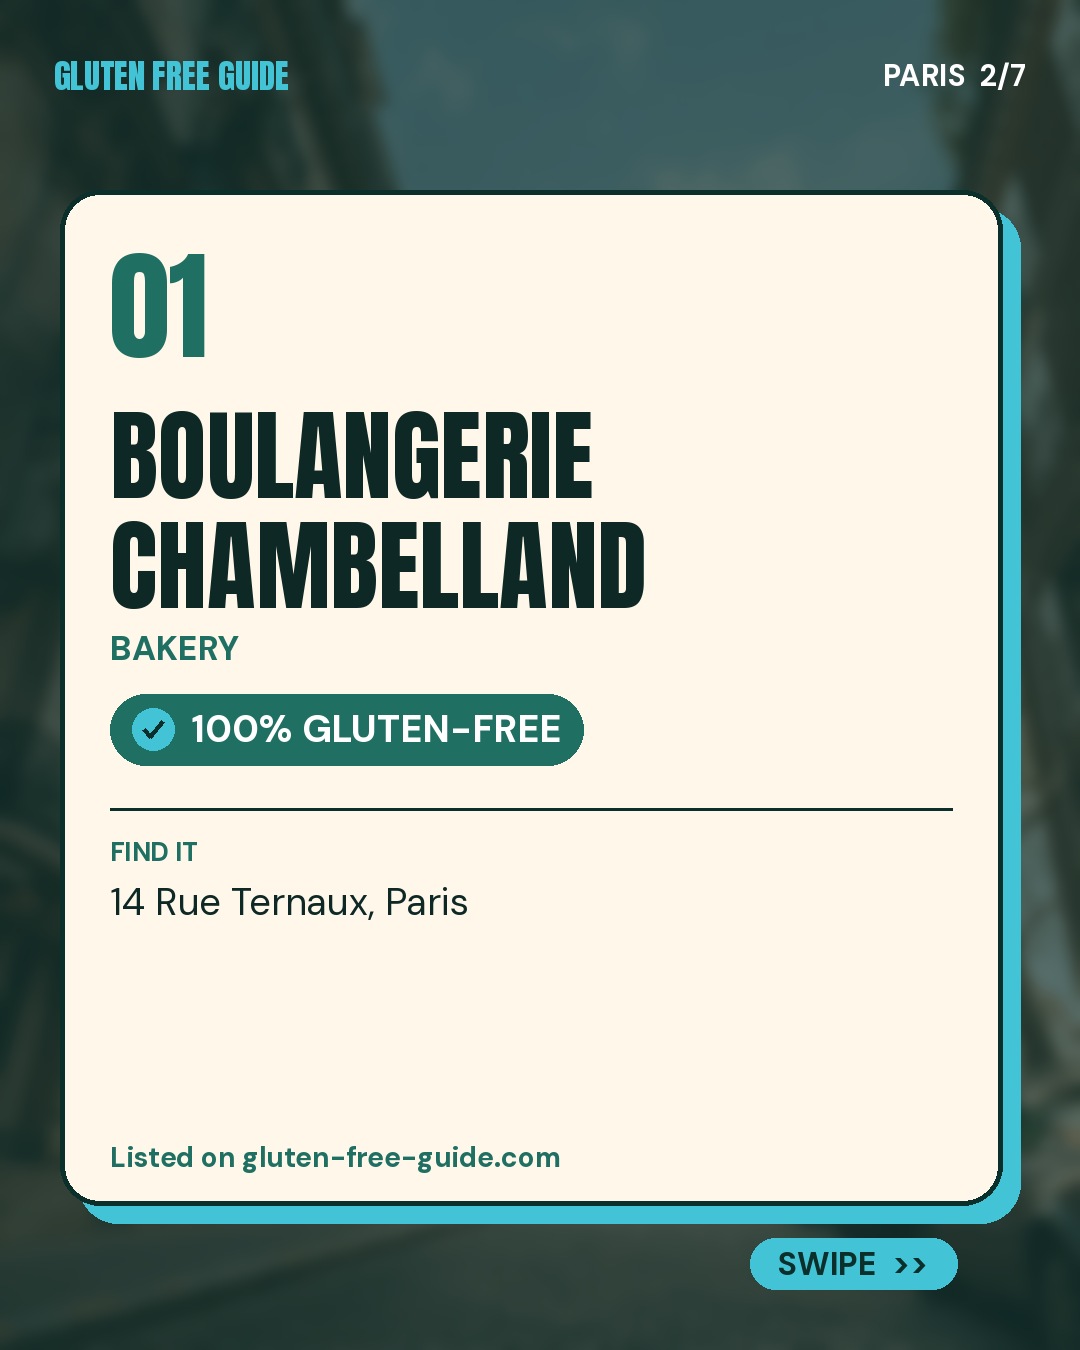 GLUTEN FREE GUIDE
PARIS 2/7
01
BOULANGERIE
CHAMBELLAND
BAKERY
100% GLUTEN-FREE
FIND IT
14 Rue Ternaux, Paris
Listed on gluten-free-guide.com
SWIPE >>